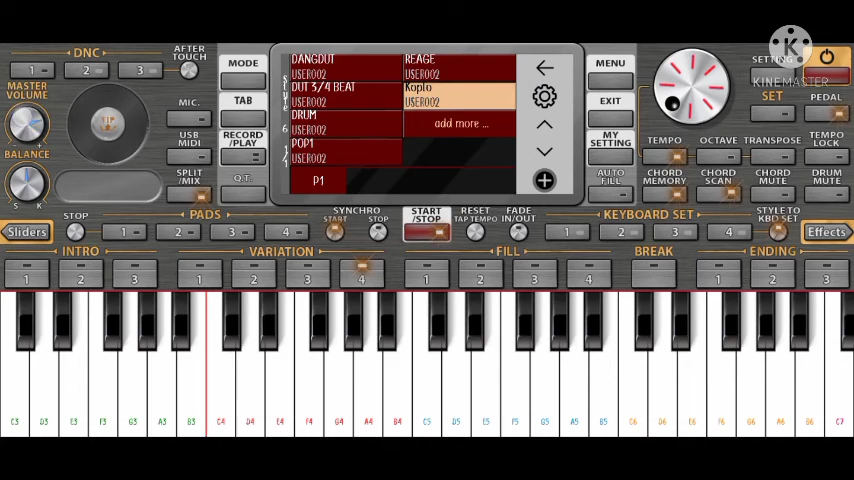 DNC
1 2 3
AFTER
TOUCH
MASTER
VOLUME
BALANCE
S K
MIC.
USB
MIDI
SPLIT
/MIX
MODE
TAB
RECORD
/PLAY
Q.T.
DANGDUT
USER002
DUT 3/4 BEAT
USER002
DRUM
USER002
POP1
USER002
REAGE
USER002
Koplo
USER002
add more ...
P1
MENU
EXIT
MY
SETTING
AUTO
FILL
SETTING
K
KINEMASTER
SET
PEDAL
TEMPO
OCTAVE
TRANSPOSE
TEMPO
LOCK
CHORD
MEMORY
CHORD
SCAN
CHORD
MUTE
DRUM
MUTE
Sliders
STOP
PADS
1 2 3 4
SYNCHRO
START STOP
START
/STOP
RESET
TAP TEMPO
FADE
IN/OUT
KEYBOARD SET
1 2 3 4
STYLE TO
KBD SET
Effects
INTRO
1 2 3
VARIATION
1 2 3 4
FILL
1 2 3 4
BREAK
ENDING
1 2 3
C3 D3 E3 F3 G3 A3 B3 C4 D4 E4 F4 G4 A4 B4 C5 D5 E5 F5 G5 A5 B5 C6 D6 E6 F6 G6 A6 B6 C7